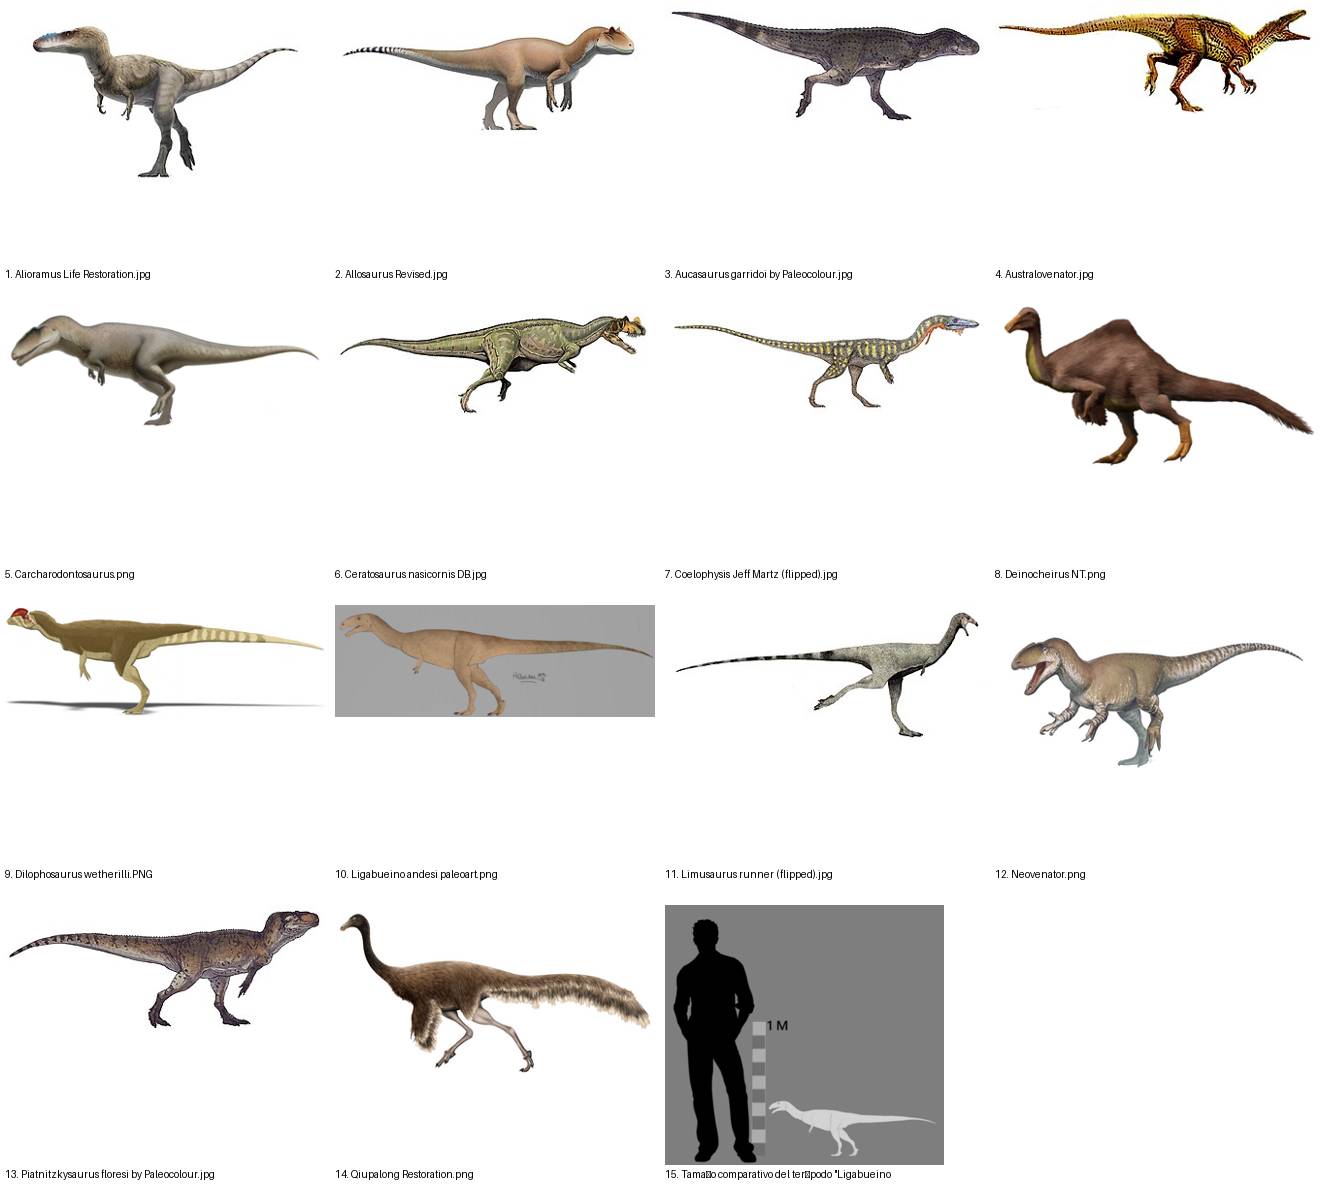 1. Alioramus Life Restoration.jpg
2. Allosaurus Revised.jpg
3. Aucasaurus garridoi by Paleocolour.jpg
4. Australovenator.jpg
5. Carcharodontosaurus.png
6. Ceratosaurus nasicornis DB.jpg
7. Coelophysis Jeff Martz (flipped).jpg
8. Deinocheirus NT.png
9. Dilophosaurus wetherilli.PNG
10. Ligabueino andesi paleoart.png
11. Limusaurus runner (flipped).jpg
12. Neovenator.png
1 M
13. Piatnitzkysaurus floresi by Paleocolour.jpg
14. Qiupalong Restoration.png
15. Tama□o comparativo del ter□podo "Ligabueino